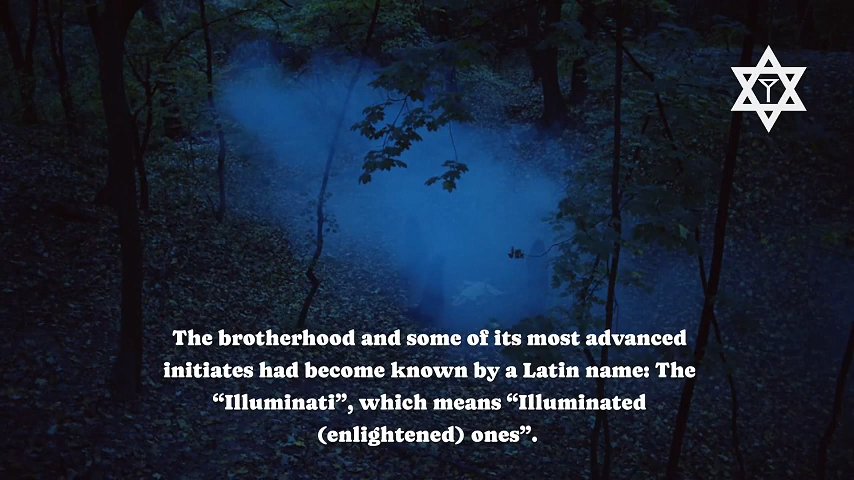 The brotherhood and some of its most advanced
initiates had become known by a Latin name: The
“Illuminati”, which means “Illuminated
(enlightened) ones”.